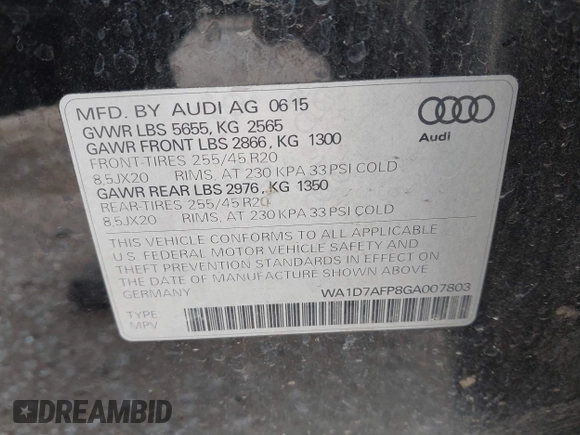 MFD. BY AUDI AG 06 15
GVWR LBS 5655, KG 2565
GAWR FRONT LBS 2866, KG 1300
FRONT-TIRES 255/45 R20
8,5JX20 RIMS, AT 230 KPA 33 PSI COLD
GAWR REAR LBS 2976, KG 1350
REAR-TIRES 255/45 R20
8,5JX20 RIMS, AT 230 KPA 33 PSI COLD
THIS VEHICLE CONFORMS TO ALL APPLICABLE
U.S. FEDERAL MOTOR VEHICLE SAFETY AND
THEFT PREVENTION STANDARDS IN EFFECT ON
THE DATE OF MANUFACTURE SHOWN ABOVE.
GERMANY WA1D7AFP8GA007803
TYPE
MPV
Audi
DREAMBID